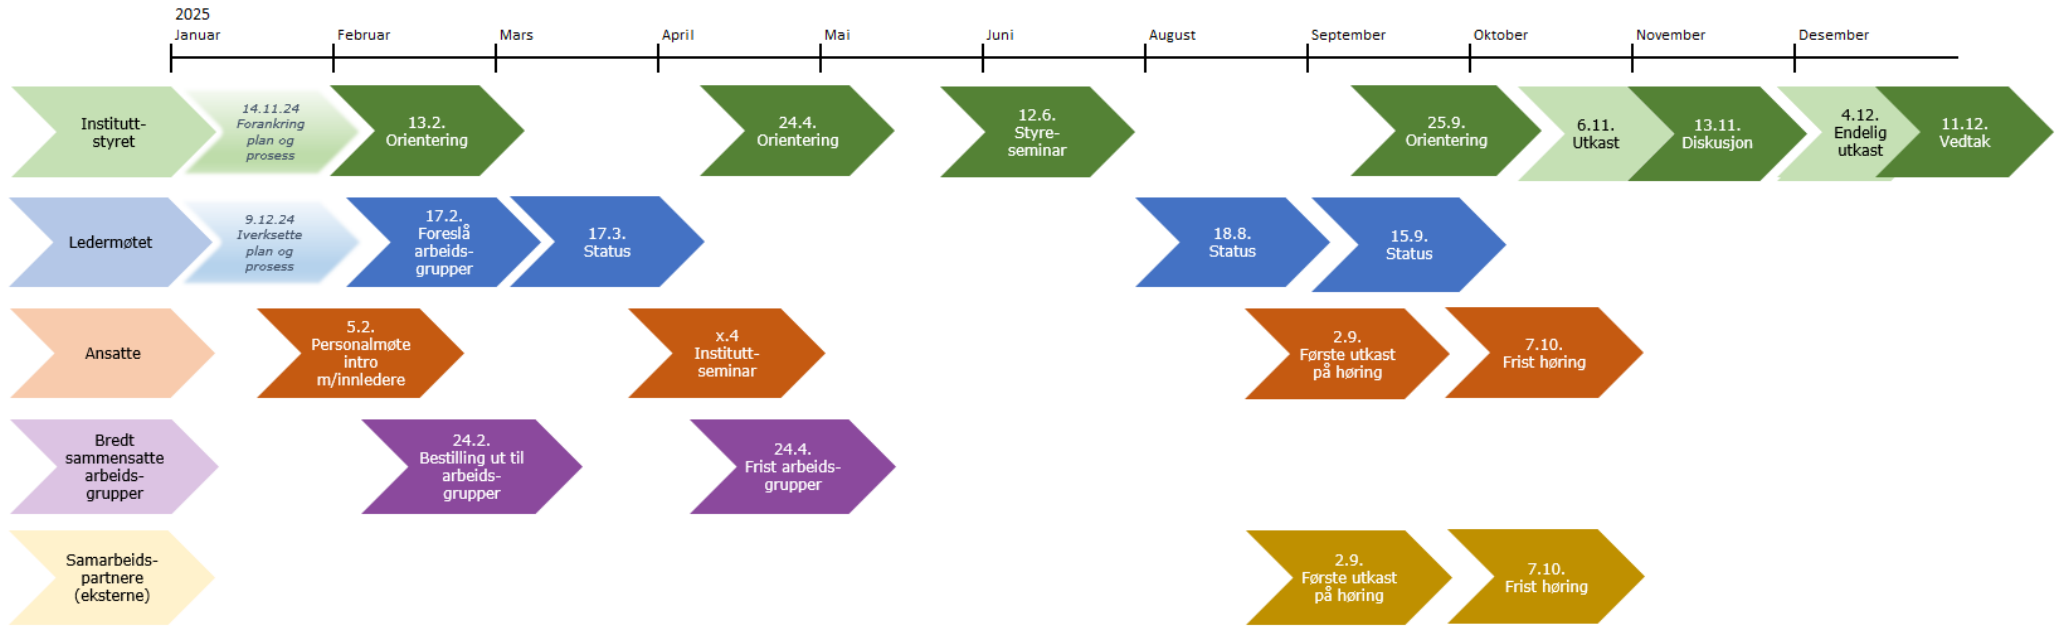 2025
Januar
Februar
Mars
April
Mai
Juni
August
September
Oktober
November
Desember
Institutt-
styret
14.11.24
Forankring
plan og
prosess
13.2.
Orientering
24.4.
Orientering
12.6.
Styre-
seminar
25.9.
Orientering
6.11.
Utkast
13.11.
Diskusjon
4.12.
Endelig
utkast
11.12.
Vedtak
Ledermøtet
9.12.24
Iverksette
plan og
prosess
17.2.
Foreslå
arbeids-
grupper
17.3.
Status
18.8.
Status
15.9.
Status
Ansatte
5.2.
Personalmøte
intro
m/innledere
x.4
Institutt-
seminar
2.9.
Første utkast
på høring
7.10.
Frist høring
Bredt
sammensatte
arbeids-
grupper
24.2.
Bestilling ut til
arbeids-
grupper
24.4.
Frist arbeids-
grupper
Samarbeids-
partnere
(eksterne)
2.9.
Første utkast
på høring
7.10.
Frist høring